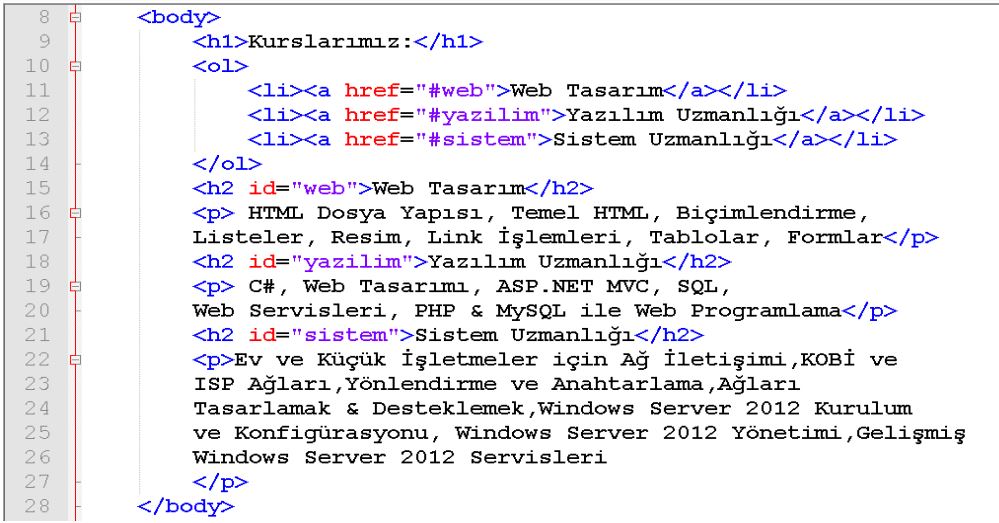 8 <body>
9 <h1>Kurslarımız:</h1>
10 <ol>
11 <li><a href="#web">Web Tasarım</a></li>
12 <li><a href="#yazilim">Yazılım Uzmanlığı</a></li>
13 <li><a href="#sistem">Sistem Uzmanlığı</a></li>
14 </ol>
15 <h2 id="web">Web Tasarım</h2>
16 <p> HTML Dosya Yapısı, Temel HTML, Biçimlendirme,
17 Listeler, Resim, Link İşlemleri, Tablolar, Formlar</p>
18 <h2 id="yazilim">Yazılım Uzmanlığı</h2>
19 <p> C#, Web Tasarımı, ASP.NET MVC, SQL,
20 Web Servisleri, PHP & MySQL ile Web Programlama</p>
21 <h2 id="sistem">Sistem Uzmanlığı</h2>
22 <p>Ev ve Küçük İşletmeler için Ağ İletişimi,KOBİ ve
23 ISP Ağları,Yönlendirme ve Anahtarlama,Ağları
24 Tasarlamak & Desteklemek,Windows Server 2012 Kurulum
25 ve Konfigürasyonu, Windows Server 2012 Yönetimi,Gelişmiş
26 Windows Server 2012 Servisleri
27 </p>
28 </body>